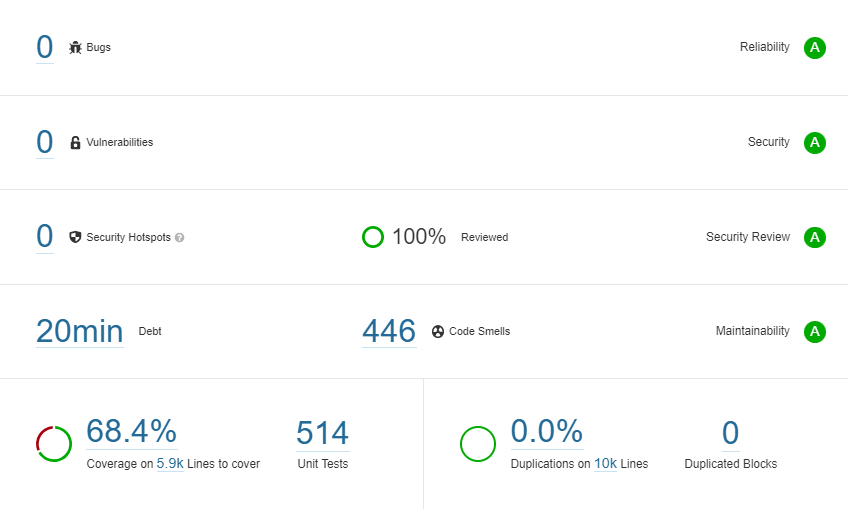 0 Bugs Reliability A
0 Vulnerabilities Security A
0 Security Hotspots ? 100% Reviewed Security Review A
20min Debt 446 Code Smells Maintainability A
68.4% 514 0.0% 0
Coverage on 5.9k Lines to cover Unit Tests Duplications on 10k Lines Duplicated Blocks